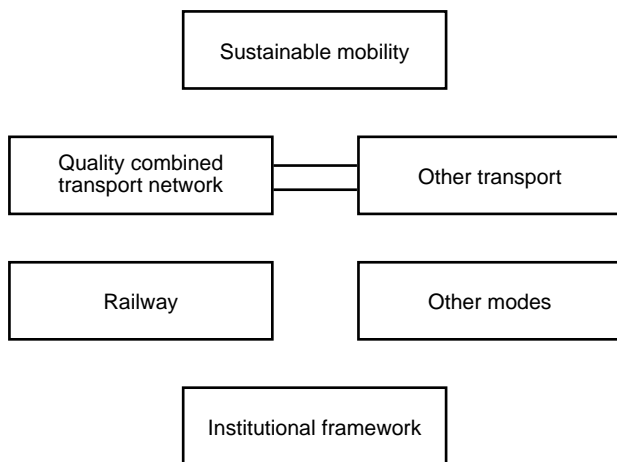 Sustainable mobility
Quality combined
transport network
Other transport
Railway
Other modes
Institutional framework